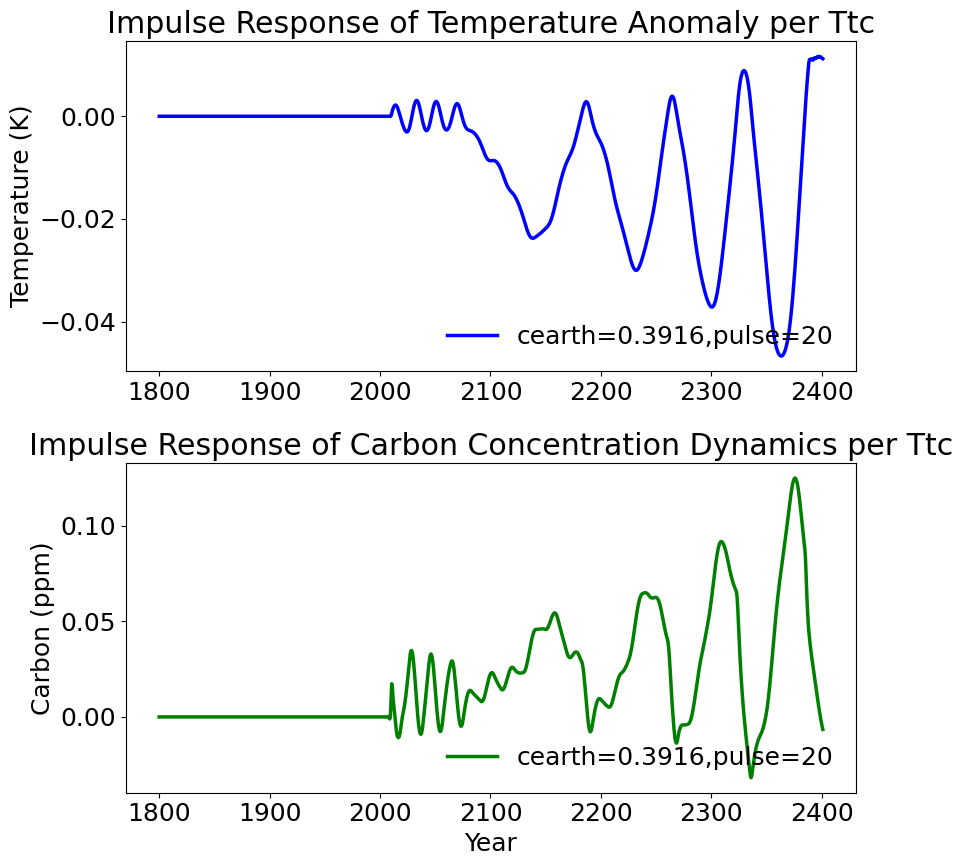 Impulse Response of Temperature Anomaly per Ttc
Temperature (K)
0.00
−0.02
−0.04
cearth=0.3916,pulse=20
1800 1900 2000 2100 2200 2300 2400
Impulse Response of Carbon Concentration Dynamics per Ttc
Carbon (ppm)
0.10
0.05
0.00
cearth=0.3916,pulse=20
1800 1900 2000 2100 2200 2300 2400
Year